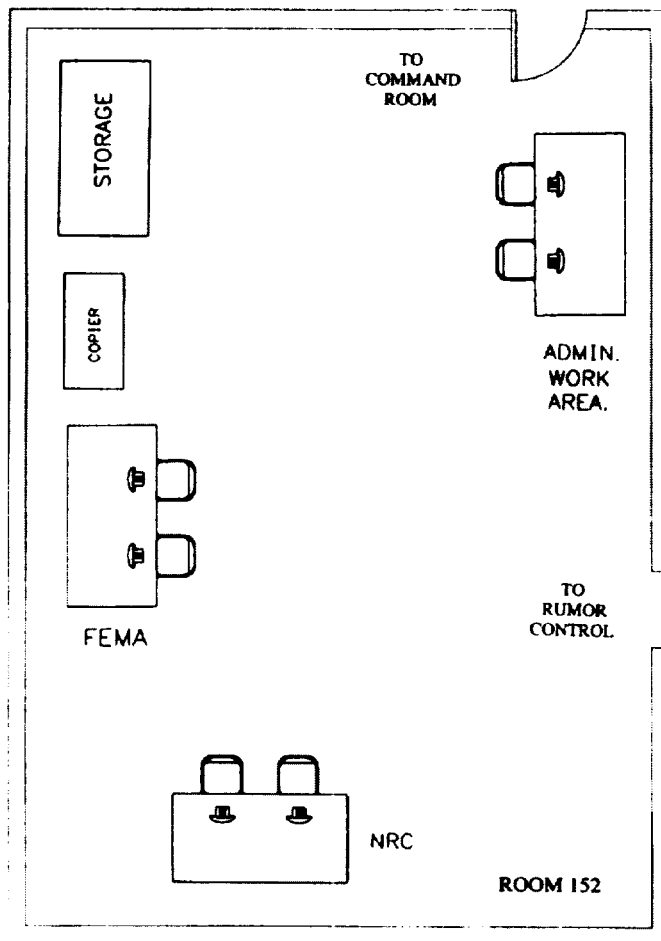 TO
COMMAND
ROOM
STORAGE
COPIER
ADMIN.
WORK
AREA.
FEMA
TO
RUMOR
CONTROL
NRC
ROOM 152